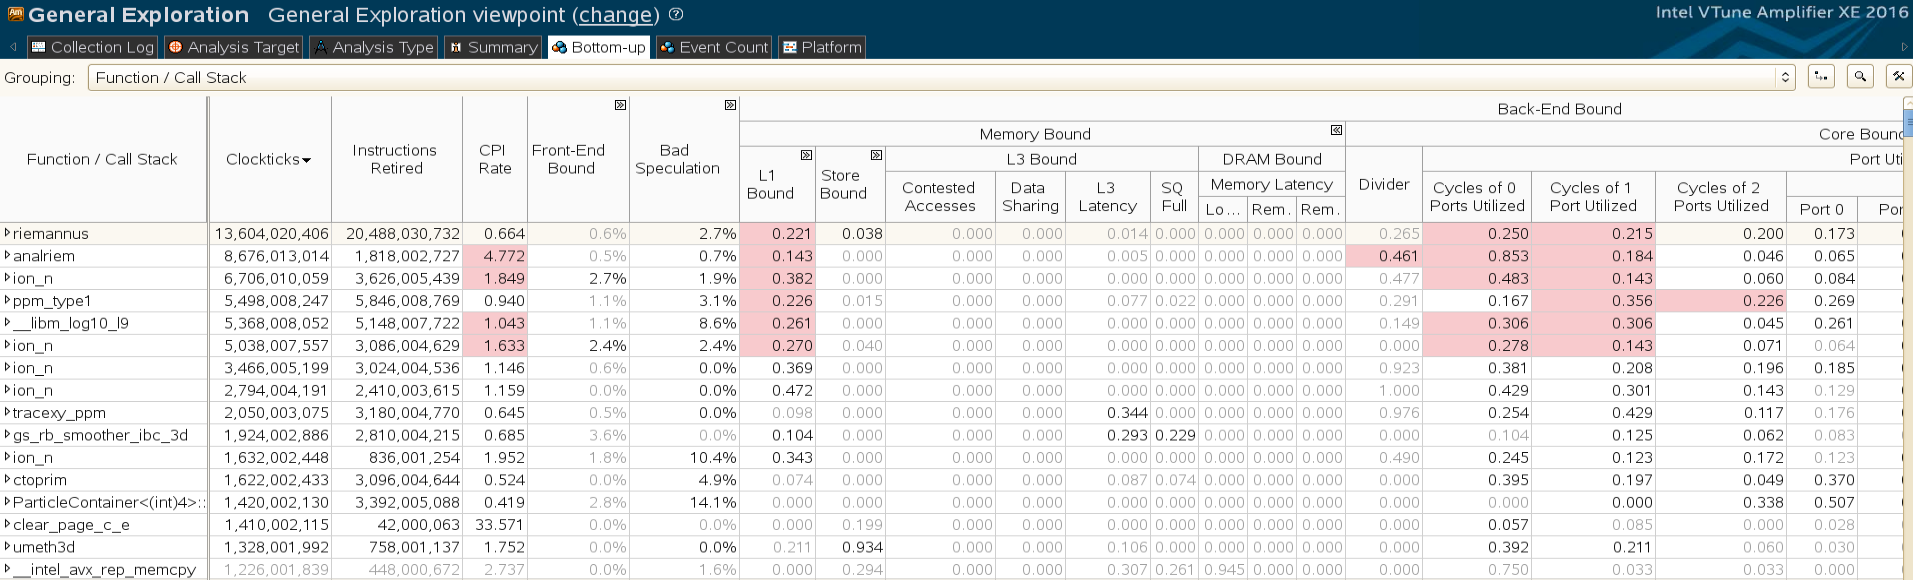 General Exploration General Exploration viewpoint (change) Intel VTune Amplifier XE 2016
Collection Log Analysis Target Analysis Type Summary Bottom-up Event Count Platform
Grouping: Function / Call Stack
Back-End Bound
Memory Bound Core Bound
L3 Bound DRAM Bound Port Uti
Function / Call Stack Clockticks Instructions Retired CPI Rate Front-End Bound Bad Speculation L1 Bound Store Bound Contested Accesses Data Sharing L3 Latency SQ Full Memory Latency Divider Cycles of 0 Ports Utilized Cycles of 1 Port Utilized Cycles of 2 Ports Utilized
Lo... Rem. Rem. Port 0 Por
riemannus 13,604,020,406 20,488,030,732 0.664 0.6% 2.7% 0.221 0.038 0.000 0.000 0.014 0.000 0.000 0.000 0.000 0.265 0.250 0.215 0.200 0.173
analriem 8,676,013,014 1,818,002,727 4.772 0.5% 0.7% 0.143 0.000 0.000 0.000 0.005 0.000 0.000 0.000 0.000 0.461 0.853 0.184 0.046 0.065
ion_n 6,706,010,059 3,626,005,439 1.849 2.7% 1.9% 0.382 0.000 0.000 0.000 0.000 0.000 0.000 0.000 0.000 0.477 0.483 0.143 0.060 0.084
ppm_type1 5,498,008,247 5,846,008,769 0.940 1.1% 3.1% 0.226 0.015 0.000 0.000 0.077 0.022 0.000 0.000 0.000 0.291 0.167 0.356 0.226 0.269
__libm_log10_l9 5,368,008,052 5,148,007,722 1.043 1.1% 8.6% 0.261 0.000 0.000 0.000 0.000 0.000 0.000 0.000 0.000 0.149 0.306 0.306 0.045 0.261
ion_n 5,038,007,557 3,086,004,629 1.633 2.4% 2.4% 0.270 0.040 0.000 0.000 0.000 0.000 0.000 0.000 0.000 0.000 0.278 0.143 0.071 0.064
ion_n 3,466,005,199 3,024,004,536 1.146 0.6% 0.0% 0.369 0.000 0.000 0.000 0.000 0.000 0.000 0.000 0.000 0.923 0.381 0.208 0.196 0.185
ion_n 2,794,004,191 2,410,003,615 1.159 0.0% 0.0% 0.472 0.000 0.000 0.000 0.000 0.000 0.000 0.000 0.000 1.000 0.429 0.301 0.143 0.129
tracexy_ppm 2,050,003,075 3,180,004,770 0.645 0.5% 0.0% 0.098 0.000 0.000 0.000 0.344 0.000 0.000 0.000 0.000 0.976 0.254 0.429 0.117 0.176
gs_rb_smoother_ibc_3d 1,924,002,886 2,810,004,215 0.685 3.6% 0.0% 0.104 0.000 0.000 0.000 0.293 0.229 0.000 0.000 0.000 0.000 0.104 0.125 0.062 0.083
ion_n 1,632,002,448 836,001,254 1.952 1.8% 10.4% 0.343 0.000 0.000 0.000 0.000 0.000 0.000 0.000 0.000 0.490 0.245 0.123 0.172 0.123
ctoprim 1,622,002,433 3,096,004,644 0.524 0.0% 4.9% 0.074 0.000 0.000 0.000 0.087 0.074 0.000 0.000 0.000 0.000 0.395 0.197 0.049 0.370
ParticleContainer<(int)4>:: 1,420,002,130 3,392,005,088 0.419 2.8% 14.1% 0.000 0.000 0.000 0.000 0.000 0.000 0.000 0.000 0.000 0.000 0.000 0.000 0.338 0.507
clear_page_c_e 1,410,002,115 42,000,063 33.571 0.0% 0.0% 0.000 0.199 0.000 0.000 0.000 0.000 0.000 0.000 0.000 0.000 0.057 0.085 0.000 0.028
umeth3d 1,328,001,992 758,001,137 1.752 0.0% 0.0% 0.211 0.934 0.000 0.000 0.106 0.000 0.000 0.000 0.000 0.000 0.392 0.211 0.060 0.030
__intel_avx_rep_memcpy 1,226,001,839 448,000,672 2.737 0.0% 1.6% 0.000 0.294 0.000 0.000 0.307 0.261 0.945 0.000 0.000 0.000 0.750 0.033 0.033 0.000